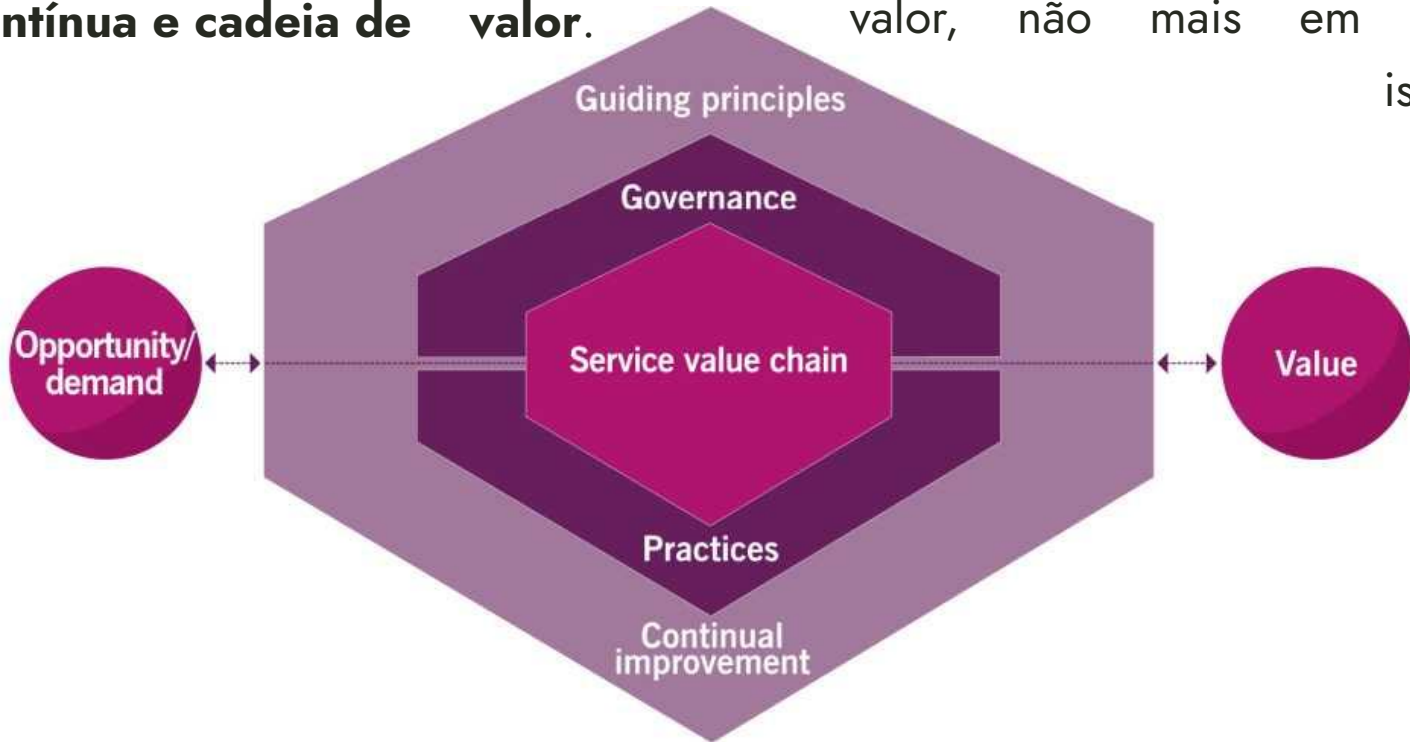 ntínua e cadeia de valor.
valor, não mais em
is
Guiding principles
Governance
Opportunity/
demand
Service value chain
Value
Practices
Continual
improvement